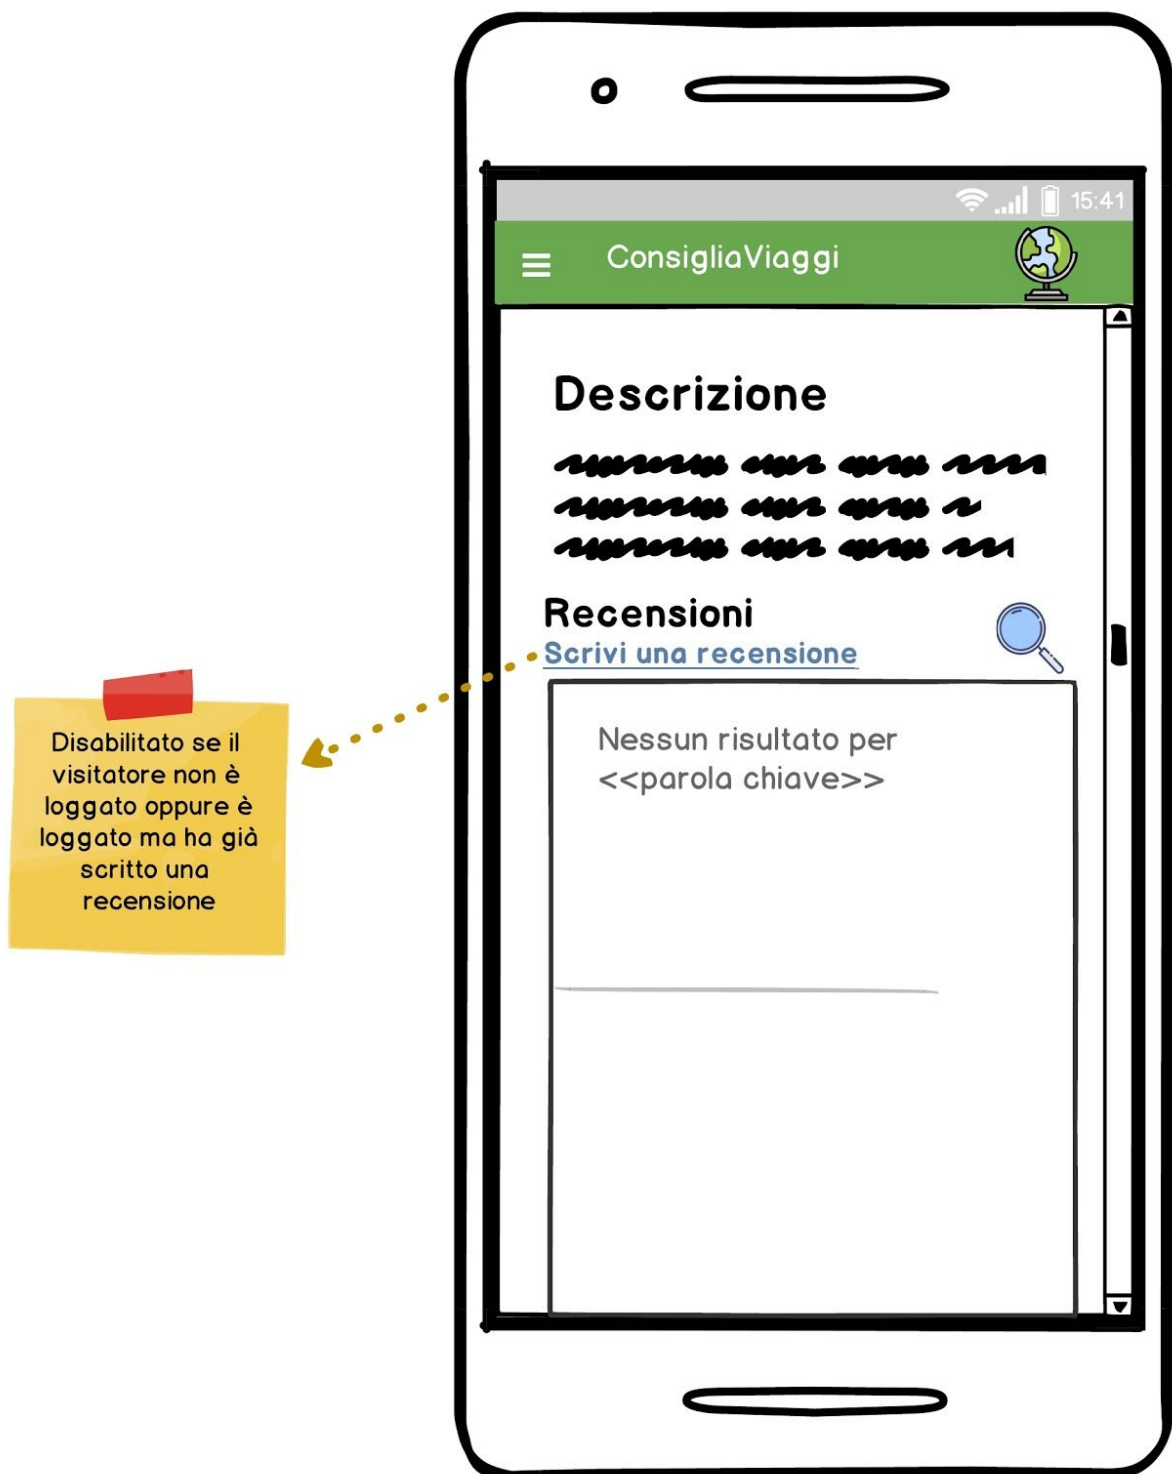 15:41
ConsigliaViaggi
Descrizione
Recensioni
Scrivi una recensione
Nessun risultato per
<<parola chiave>>
Disabilitato se il
visitatore non è
loggato oppure è
loggato ma ha già
scritto una
recensione